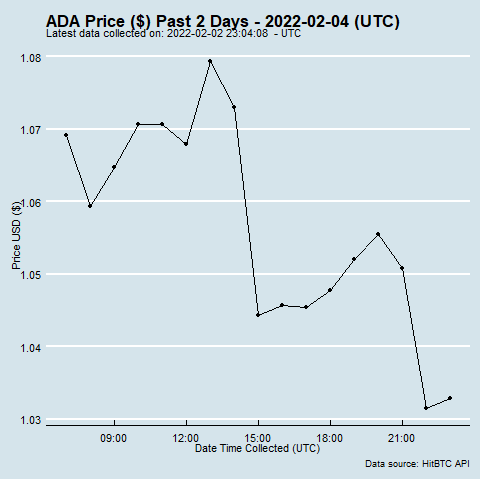 ADA Price ($) Past 2 Days - 2022-02-04 (UTC)
Latest data collected on: 2022-02-02 23:04:08 - UTC
1.08
1.07
1.06
1.05
1.04
1.03
Price USD ($)
09:00 12:00 15:00 18:00 21:00
Date Time Collected (UTC)
Data source: HitBTC API